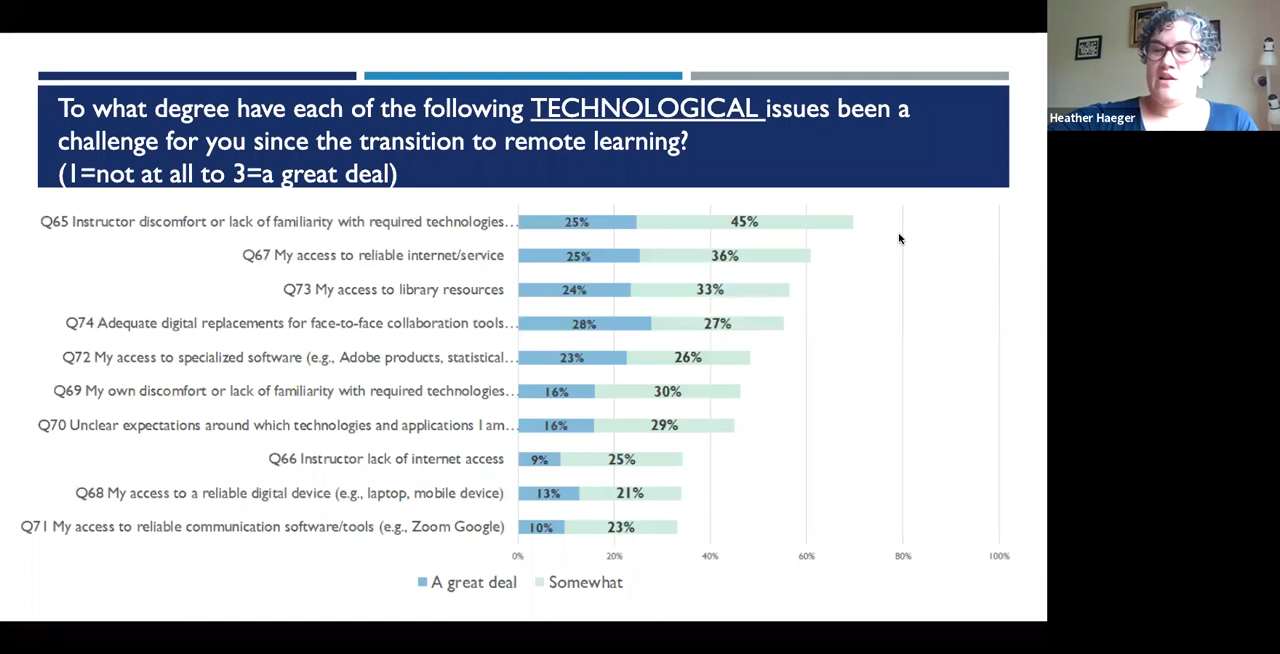 To what degree have each of the following TECHNOLOGICAL issues been a
challenge for you since the transition to remote learning?
(1=not at all to 3=a great deal)
Heather Haeger
Q65 Instructor discomfort or lack of familiarity with required technologies… 25% 45%
Q67 My access to reliable internet/service 25% 36%
Q73 My access to library resources 24% 33%
Q74 Adequate digital replacements for face-to-face collaboration tools… 28% 27%
Q72 My access to specialized software (e.g., Adobe products, statistical… 23% 26%
Q69 My own discomfort or lack of familiarity with required technologies… 16% 30%
Q70 Unclear expectations around which technologies and applications I am… 16% 29%
Q66 Instructor lack of internet access 9% 25%
Q68 My access to a reliable digital device (e.g., laptop, mobile device) 13% 21%
Q71 My access to reliable communication software/tools (e.g., Zoom Google) 10% 23%
0% 20% 40% 60% 80% 100%
A great deal Somewhat